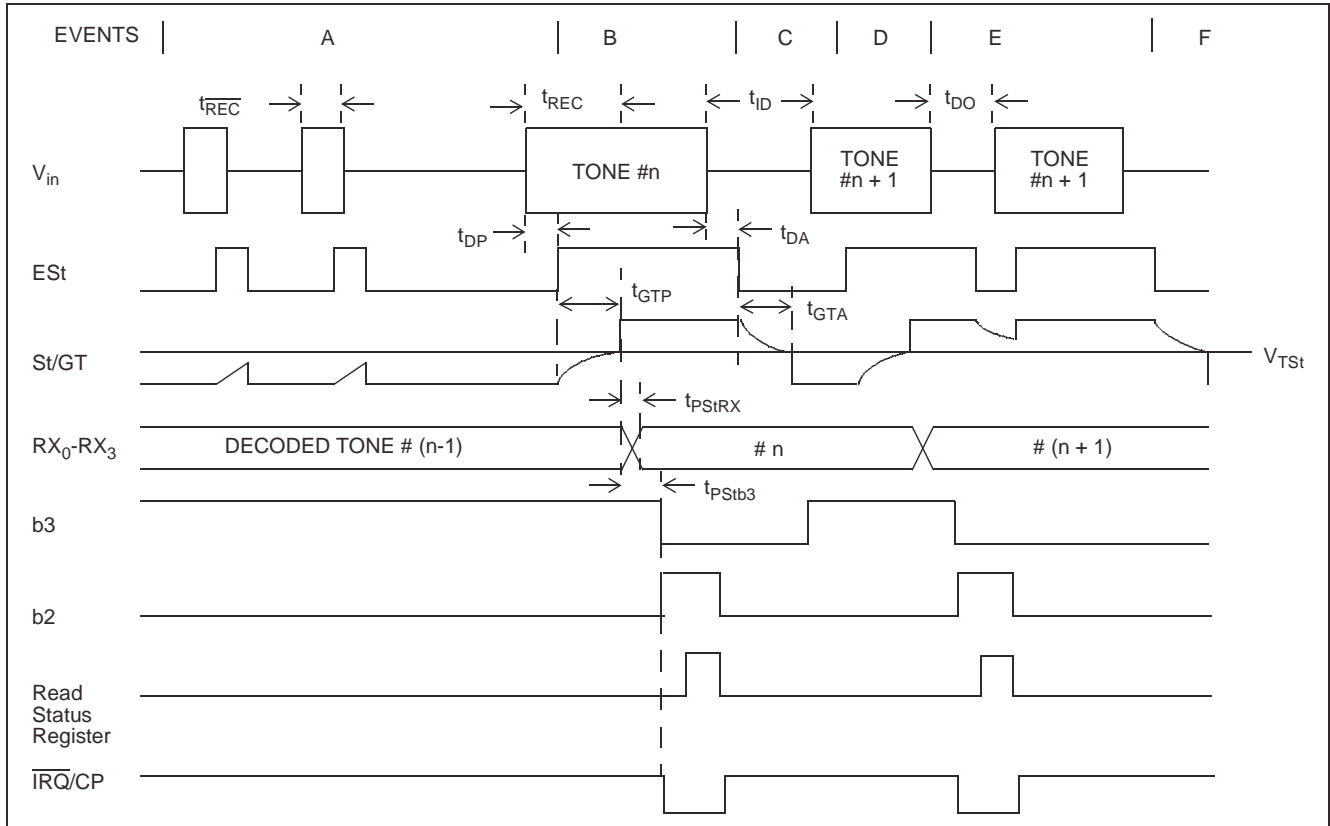 EVENTS A B C D E F
tREC tREC tID tDO
Vin TONE #n TONE #n + 1 TONE #n + 1
tDP tDA
ESt
tGTP tGTA
St/GT VTSt
tPStRX
RX0-RX3 DECODED TONE # (n-1) # n # (n + 1)
tPStb3
b3
b2
Read
Status
Register
IRQ/CP